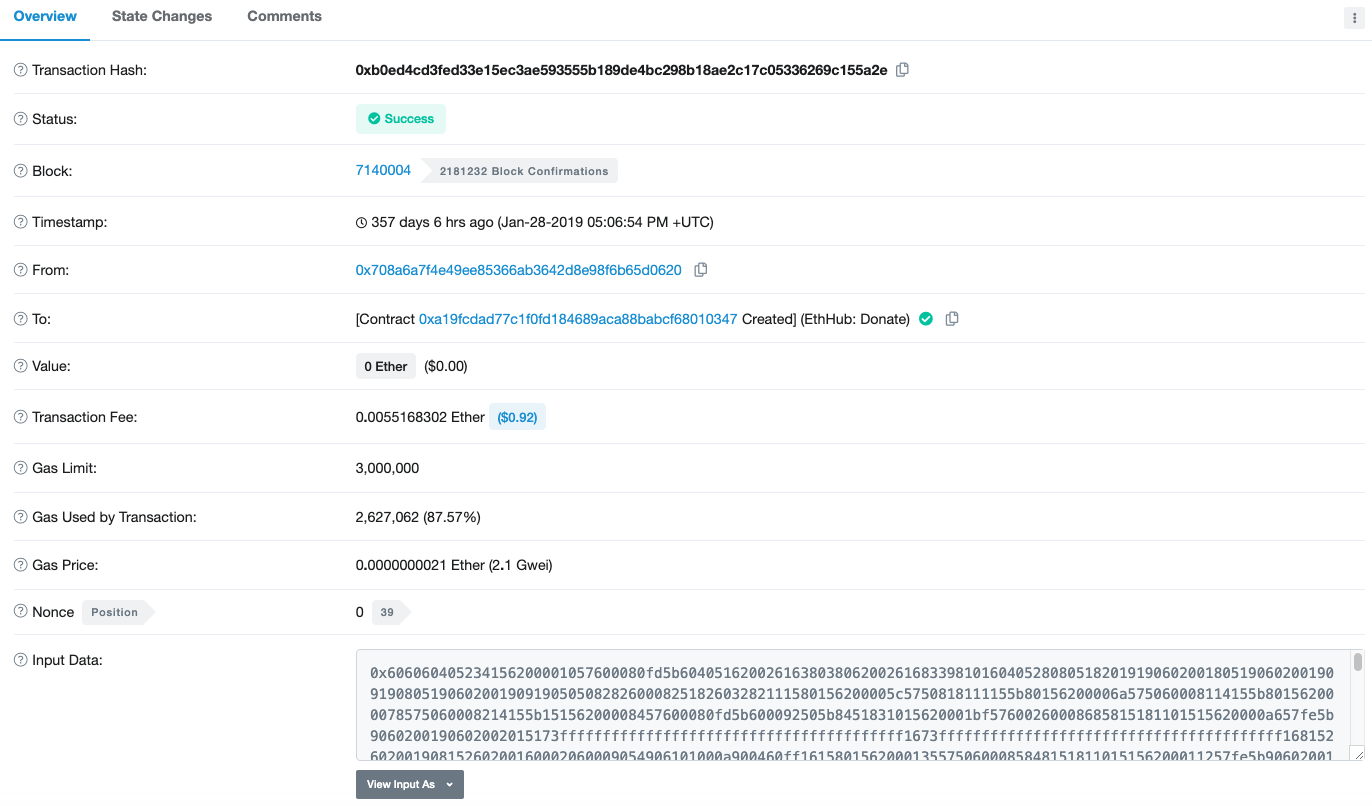 Overview State Changes Comments
Transaction Hash: 0xb0ed4cd3fed33e15ec3ae593555b189de4bc298b18ae2c17c05336269c155a2e
Status: Success
Block: 7140004 2181232 Block Confirmations
Timestamp: 357 days 6 hrs ago (Jan-28-2019 05:06:54 PM +UTC)
From: 0x708a6a7f4e49ee85366ab3642d8e98f6b65d0620
To: [Contract 0xa19fcdad77c1f0fd184689aca88babcf68010347 Created] (EthHub: Donate)
Value: 0 Ether ($0.00)
Transaction Fee: 0.0055168302 Ether ($0.92)
Gas Limit: 3,000,000
Gas Used by Transaction: 2,627,062 (87.57%)
Gas Price: 0.0000000021 Ether (2.1 Gwei)
Nonce Position 0 39
Input Data:
View Input As